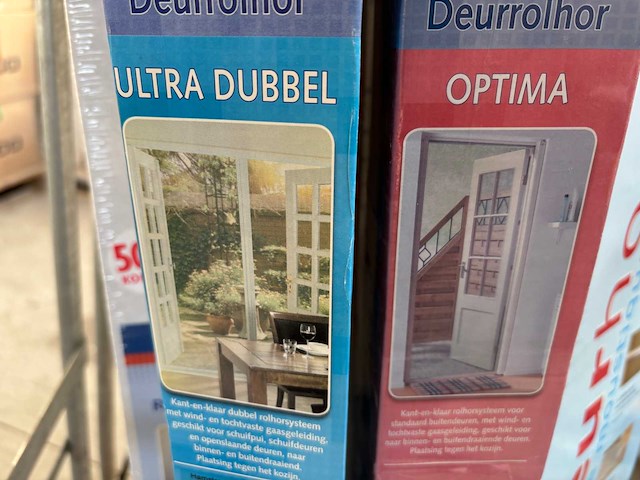 Deurrolhor
ULTRA DUBBEL
Kant-en-klaar dubbel rolhorsysteem
met wind- en tochtvaste gaasgeleiding,
geschikt voor schuifpui, schuifdeuren
en openslaande deuren, naar
binnen- en buitendraaiend.
Plaatsing tegen het kozijn.
Deurrolhor
OPTIMA
Kant-en-klaar rolhorsysteem voor
standaard buitendeuren, met wind- en
tochtvaste gaasgeleiding, geschikt voor
naar binnen- en buitendraaiende deuren.
Plaatsing tegen het kozijn.
50